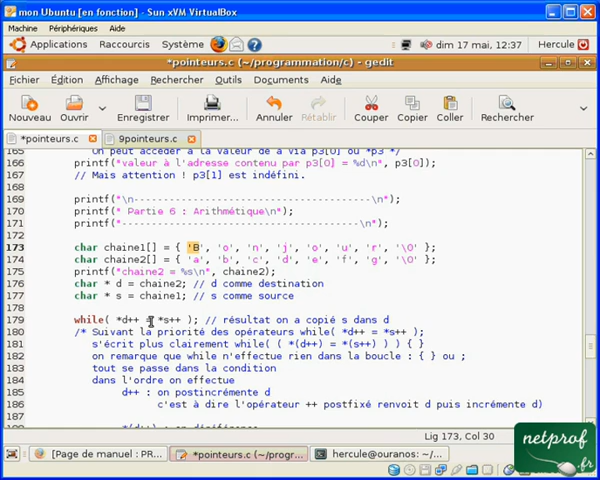 mon Ubuntu [en fonction] - Sun xVM VirtualBox
Machine Périphériques Aide
Applications Raccourcis Système dim 17 mai, 12:37 Hercule
*pointeurs.c (~/programmation/c) - gedit
Fichier Édition Affichage Rechercher Outils Documents Aide
Nouveau Ouvrir Enregistrer Imprimer... Annuler Rétablir Couper Copier Coller Rechercher
*pointeurs.c 9pointeurs.c
165 On peut accéder à la valeur de a via p3[0] ou *p3 */
166 printf("valeur à l'adresse contenu par p3[0] = %d\n", p3[0]);
167 // Mais attention ! p3[1] est indéfini.
168
169 printf("\n----------------------------------------\n");
170 printf(" Partie 6 : Arithmétique\n");
171 printf("----------------------------------------\n");
172
173 char chaine1[] = { 'B', 'o', 'n', 'j', 'o', 'u', 'r', '\0' };
174 char chaine2[] = { 'a', 'b', 'c', 'd', 'e', 'f', 'g', '\0' };
175 printf("chaine2 = %s\n", chaine2);
176 char * d = chaine2; // d comme destination
177 char * s = chaine1; // s comme source
178
179 while( *d++ = *s++ ); // résultat on a copié s dans d
180 /* Suivant la priorité des opérateurs while( *d++ = *s++ );
181 s'écrit plus clairement while( ( *(d++) = *(s++) ) ) { }
182 on remarque que while n'effectue rien dans la boucle : { } ou ;
183 tout se passe dans la condition
184 dans l'ordre on effectue
185 d++ : on postincrémente d
186 c'est à dire l'opérateur ++ postfixé renvoit d puis incrémente d)
187
Lig 173, Col 30
[Page de manuel : PR... *pointeurs.c (~/pro... hercule@ouranos: ~/...
netprof
.fr